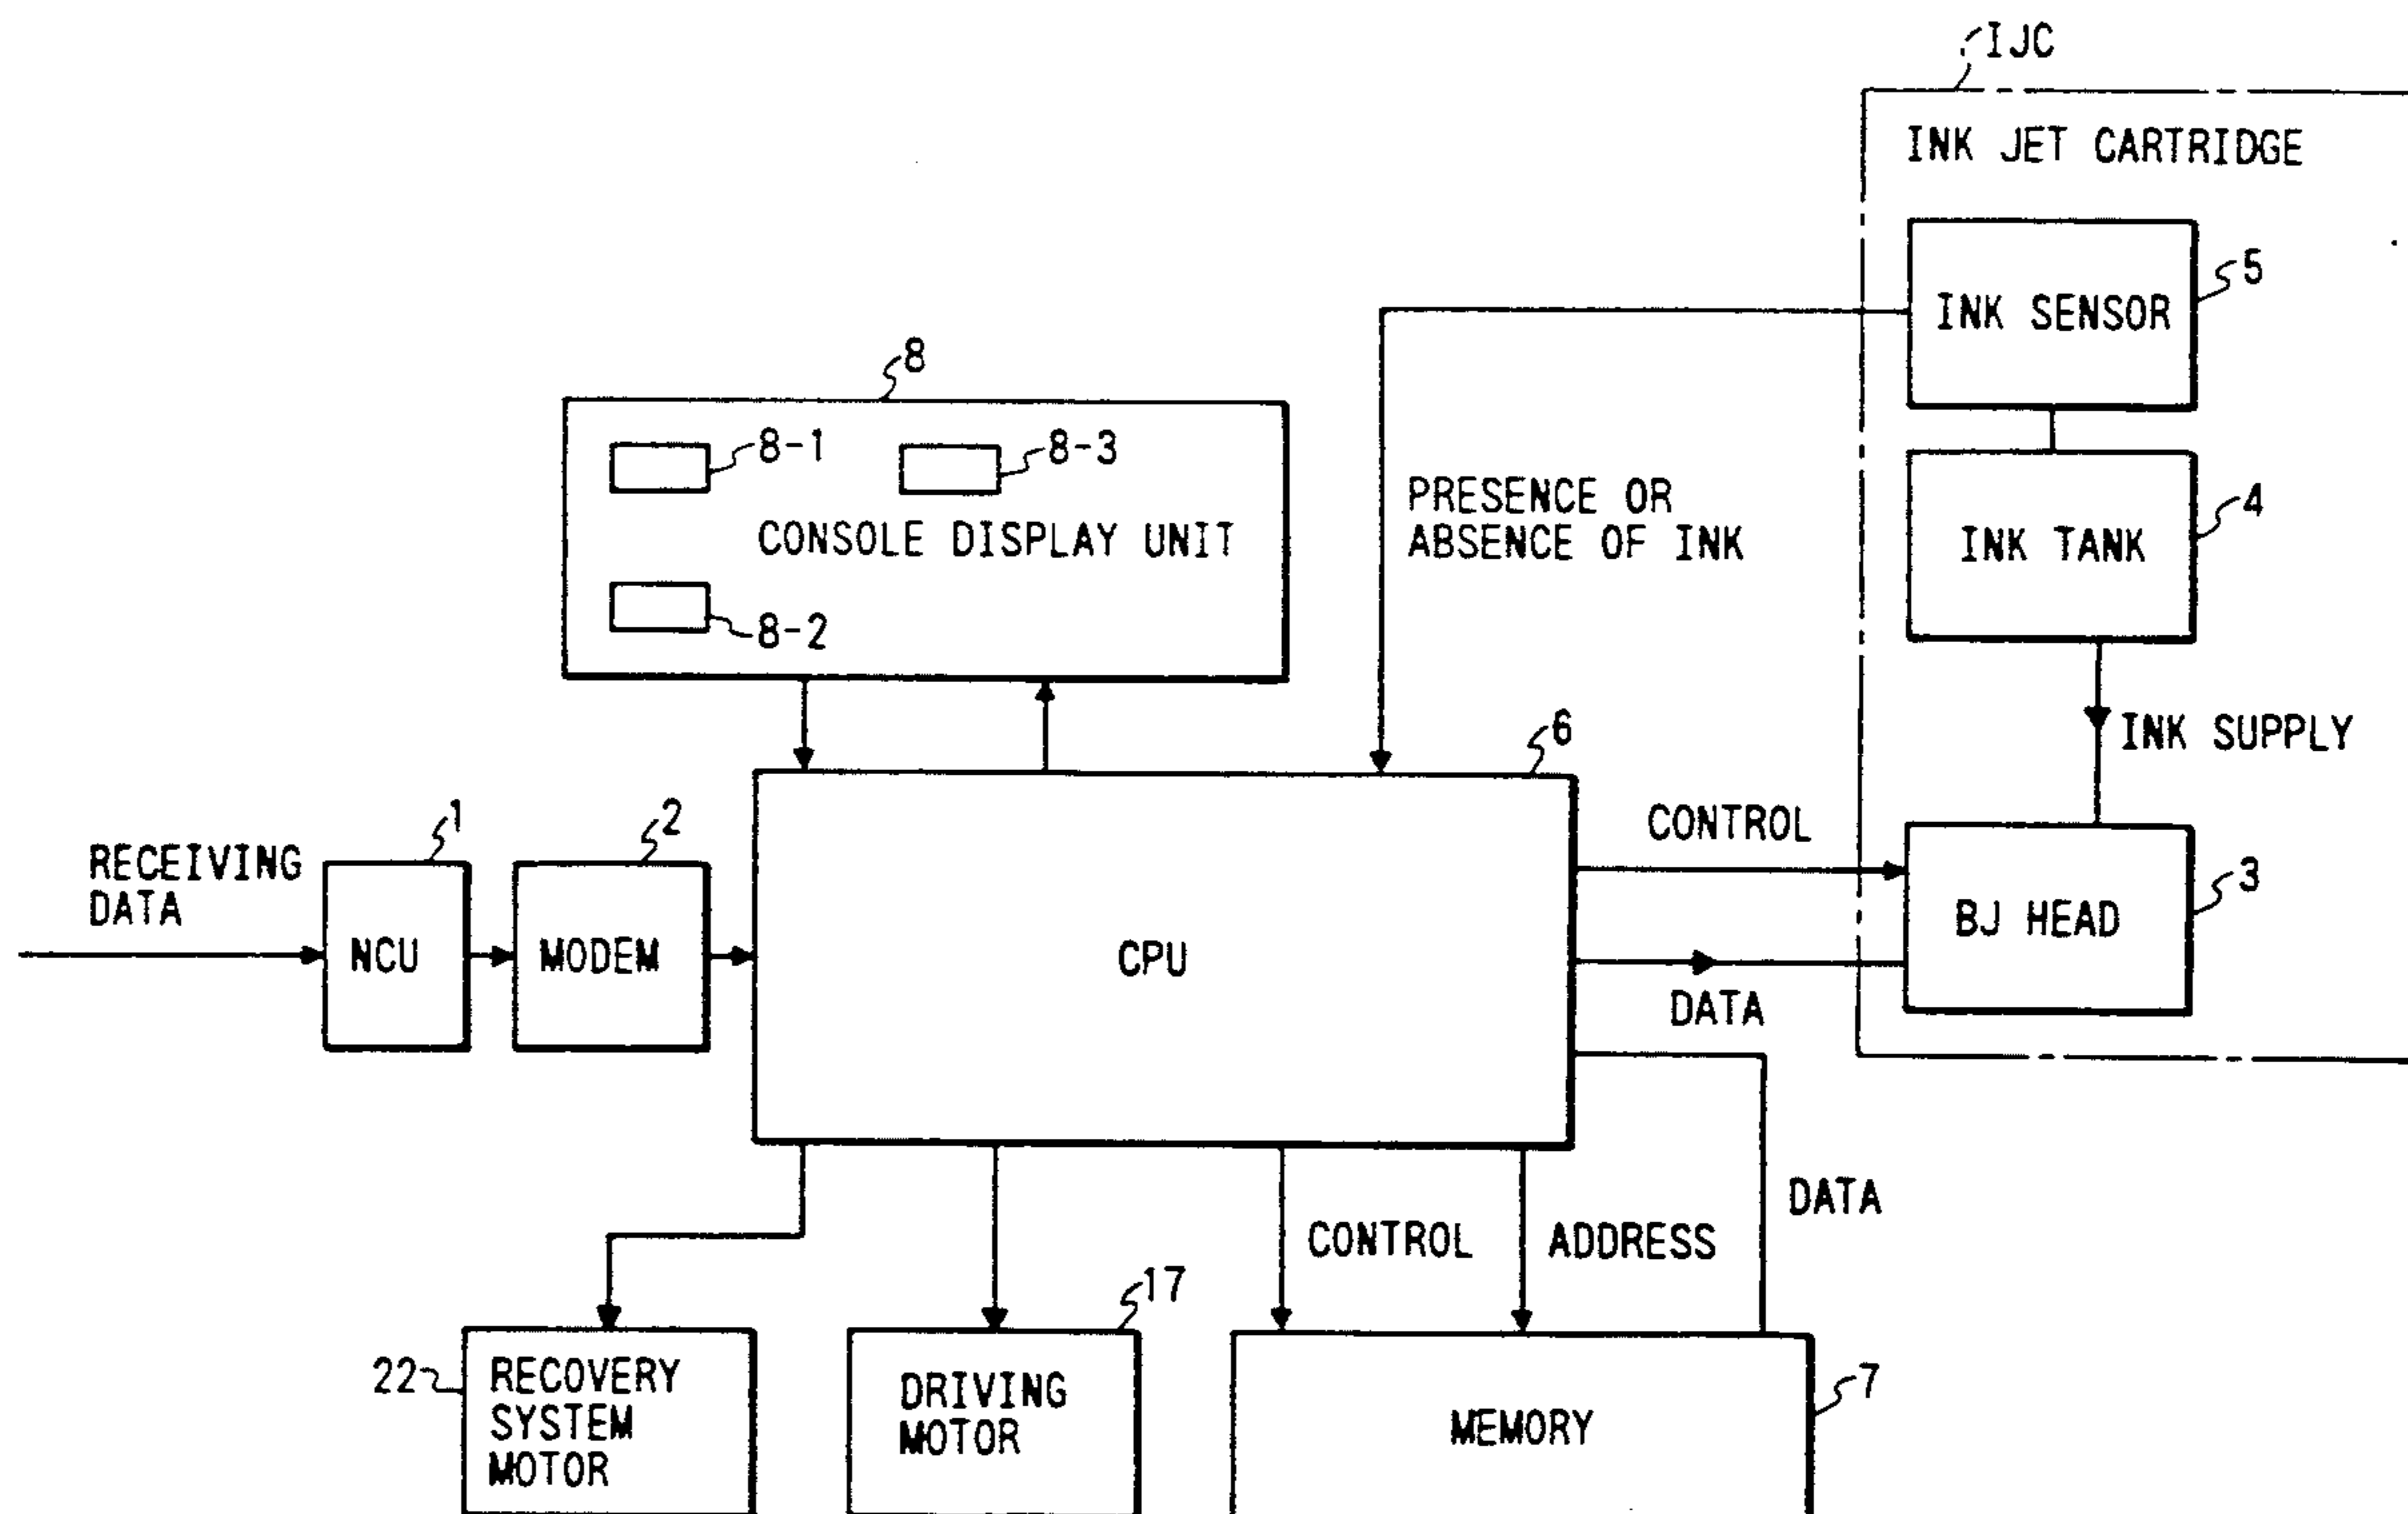 IJC
INK JET CARTRIDGE
5
INK SENSOR
8
8-1
8-3
PRESENCE OR
ABSENCE OF INK
4
INK TANK
CONSOLE DISPLAY UNIT
8-2
6
INK SUPPLY
CONTROL
1
2
RECEIVING
DATA
3
BJ HEAD
NCU
MODEM
CPU
DATA
DATA
CONTROL
ADDRESS
17
22
RECOVERY
SYSTEM
MOTOR
DRIVING
MOTOR
7
MEMORY